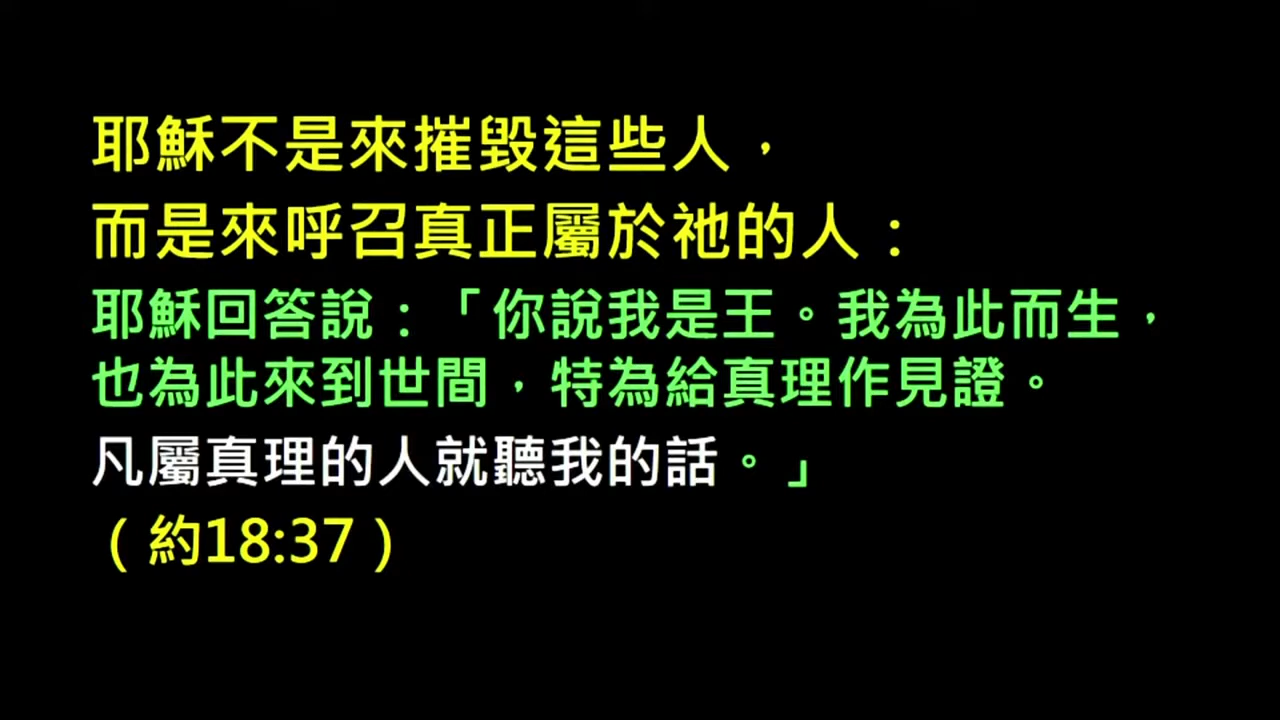 耶穌不是來摧毀這些人，
而是來呼召真正屬於祂的人：
耶穌回答說：「你說我是王。我為此而生，
也為此來到世間，特為給真理作見證。
凡屬真理的人就聽我的話。」
（約18:37）